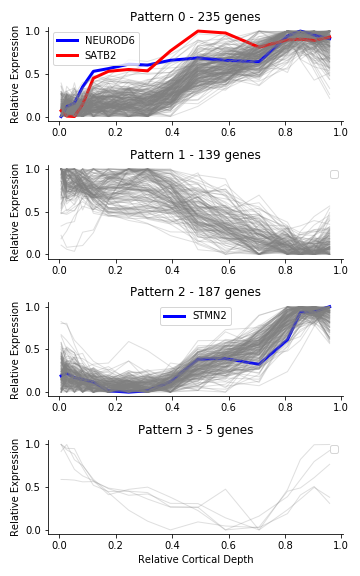 Pattern 0 - 235 genes
1.0
0.5
0.0
Relative Expression
NEUROD6
SATB2
0.0 0.2 0.4 0.6 0.8 1.0
Pattern 1 - 139 genes
1.0
0.5
0.0
Relative Expression
0.0 0.2 0.4 0.6 0.8 1.0
Pattern 2 - 187 genes
1.0
0.5
0.0
Relative Expression
STMN2
0.0 0.2 0.4 0.6 0.8 1.0
Pattern 3 - 5 genes
1.0
0.5
0.0
Relative Expression
0.0 0.2 0.4 0.6 0.8 1.0
Relative Cortical Depth